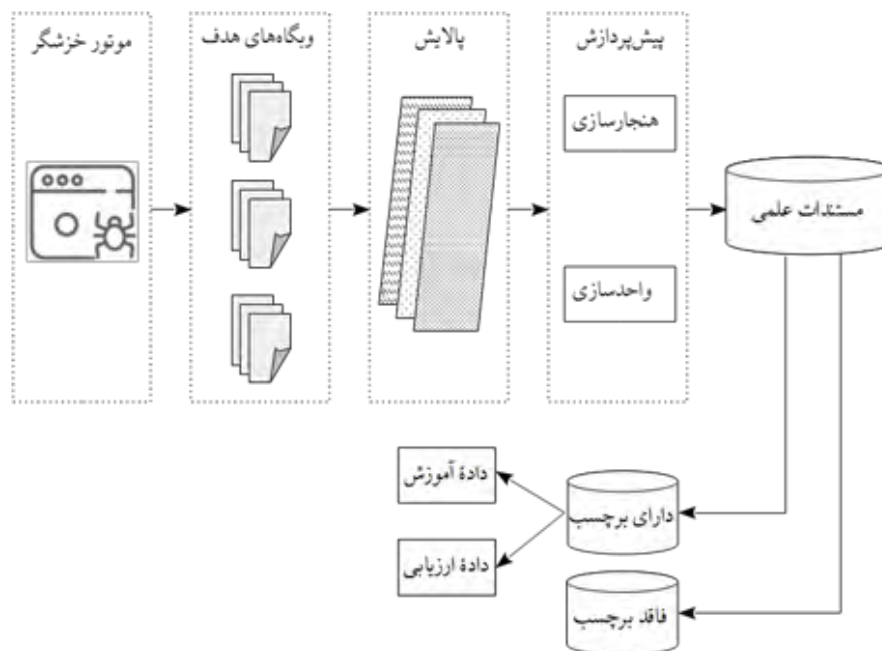 موتور خزشگر
وبگاه‌های هدف
پالایش
پیش‌پردازش
هنجارسازی
واحدسازی
مستندات علمی
دارای برچسب
فاقد برچسب
دادهٔ آموزش
دادهٔ ارزیابی